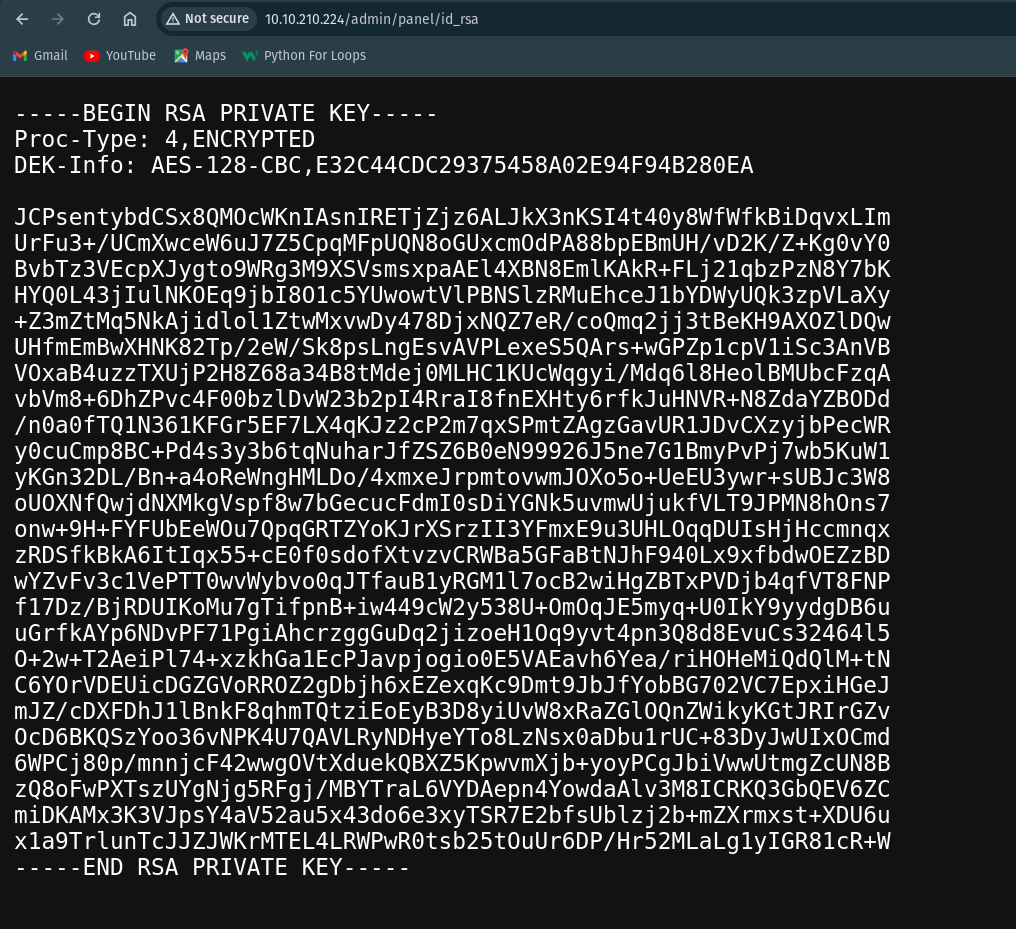 Not secure 10.10.210.224/admin/panel/id_rsa
Gmail YouTube Maps Python For Loops
-----BEGIN RSA PRIVATE KEY-----
Proc-Type: 4,ENCRYPTED
DEK-Info: AES-128-CBC,E32C44CDC29375458A02E94F94B280EA
JCPsentybdCSx8QMOcWKnIAsnIRETjZjz6ALJkX3nKSI4t40y8WfWfkBiDqvxLIm
UrFu3+/UCmXwceW6uJ7Z5CpqMFpUQN8oGUxcmOdPA88bpEBmUH/vD2K/Z+Kg0vY0
BvbTz3VEcpXJygto9WRg3M9XSVsmsxpaAEl4XBN8EmlKAkR+FLj21qbzPzN8Y7bK
HYQ0L43jIulNKOEq9jbI8O1c5YUwowtVlPBNSlzRMuEhceJ1bYDWyUQk3zpVLaXy
+Z3mZtMq5NkAjidlol1ZtwMxvwDy478DjxNQZ7eR/coQmq2jj3tBeKH9AXOZlDQw
UHfmEmBwXHNK82Tp/2eW/Sk8psLngEsvAVPLexeS5QArs+wGPZp1cpV1iSc3AnVB
VOxaB4uzzTXUjP2H8Z68a34B8tMdej0MLHC1KUcWqgyi/Mdq6l8HeolBMUbcFzqA
vbVm8+6DhZPvc4F00bzlDvW23b2pI4RraI8fnEXHty6rfkJuHNVR+N8ZdaYZBODd
/n0a0fTQ1N361KFGr5EF7LX4qKJz2cP2m7qxSPmtZAgzGavUR1JDvCXzyjbPecWR
y0cuCmp8BC+Pd4s3y3b6tqNuharJfZSZ6B0eN99926J5ne7G1BmyPvPj7wb5KuW1
yKGn32DL/Bn+a4oReWngHMLDo/4xmxeJrpmtovwmJOXo5o+UeEU3ywr+sUBJc3W8
oUOXNfQwjdNXMkgVspf8w7bGecucFdmI0sDiYGNk5uvmwUjukfVLT9JPMN8hOns7
onw+9H+FYFUbEeWOu7QpqGRTZYoKJrXSrzII3YFmxE9u3UHLOqqDUIsHjHccmnqx
zRDSfkBkA6ItIqx55+cE0f0sdofXtvzvCRWBa5GFaBtNJhF940Lx9xfbdwOEZzBD
wYZvFv3c1VePTT0wvWybvo0qJTfauB1yRGM1l7ocB2wiHgZBTxPVDjb4qfVT8FNP
f17Dz/BjRDUIKoMu7gTifpnB+iw449cW2y538U+OmOqJE5myq+U0IkY9yydgDB6u
uGrfkAYp6NDvPF71PgiAhcrzggGuDq2jizoeH1Oq9yvt4pn3Q8d8EvuCs32464l5
O+2w+T2AeiPl74+xzkhGa1EcPJavpjogio0E5VAEavh6Yea/riHOHeMiQdQlM+tN
C6YOrVDEUicDGZGVoRROZ2gDbjh6xEZexqKc9Dmt9JbJfYobBG702VC7EpxiHGeJ
mJZ/cDXFDhJ1lBnkF8qhmTQtziEoEyB3D8yiUvW8xRaZGlOQnZWikyKGtJRIrGZv
OcD6BKQSzYoo36vNPK4U7QAVLRyNDHyeYTo8LzNsx0aDbu1rUC+83DyJwUIxOCmd
6WPCj80p/mnnjcF42wwgOVtXduekQBXZ5KpwvmXjb+yoyPCgJbiVwwUtmgZcUN8B
zQ8oFwPXTszUYgNjg5RFgj/MBYTraL6VYDAepn4YowdaAlv3M8ICRKQ3GbQEV6ZC
miDKAMx3K3VJpsY4aV52au5x43do6e3xyTSR7E2bfsUblzj2b+mZXrmxst+XDU6u
x1a9TrlunTcJJZJWKrMTEL4LRWPwR0tsb25tOuUr6DP/Hr52MLaLg1yIGR81cR+W
-----END RSA PRIVATE KEY-----